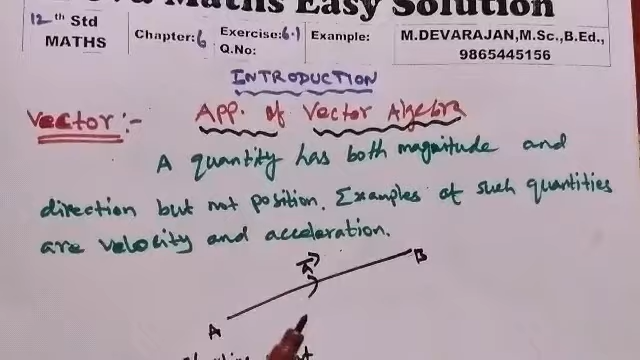 Maths Easy Solution
12th Std
MATHS
Chapter: 6
Exercise: 6.1
Q.No:
Example:
M.DEVARAJAN,M.Sc.,B.Ed.,
9865445156
INTRODUCTION
App. of Vector Algebra
Vector:-
A quantity has both magnitude and
direction but not position. Examples of such quantities
are velocity and acceleration.
B
A